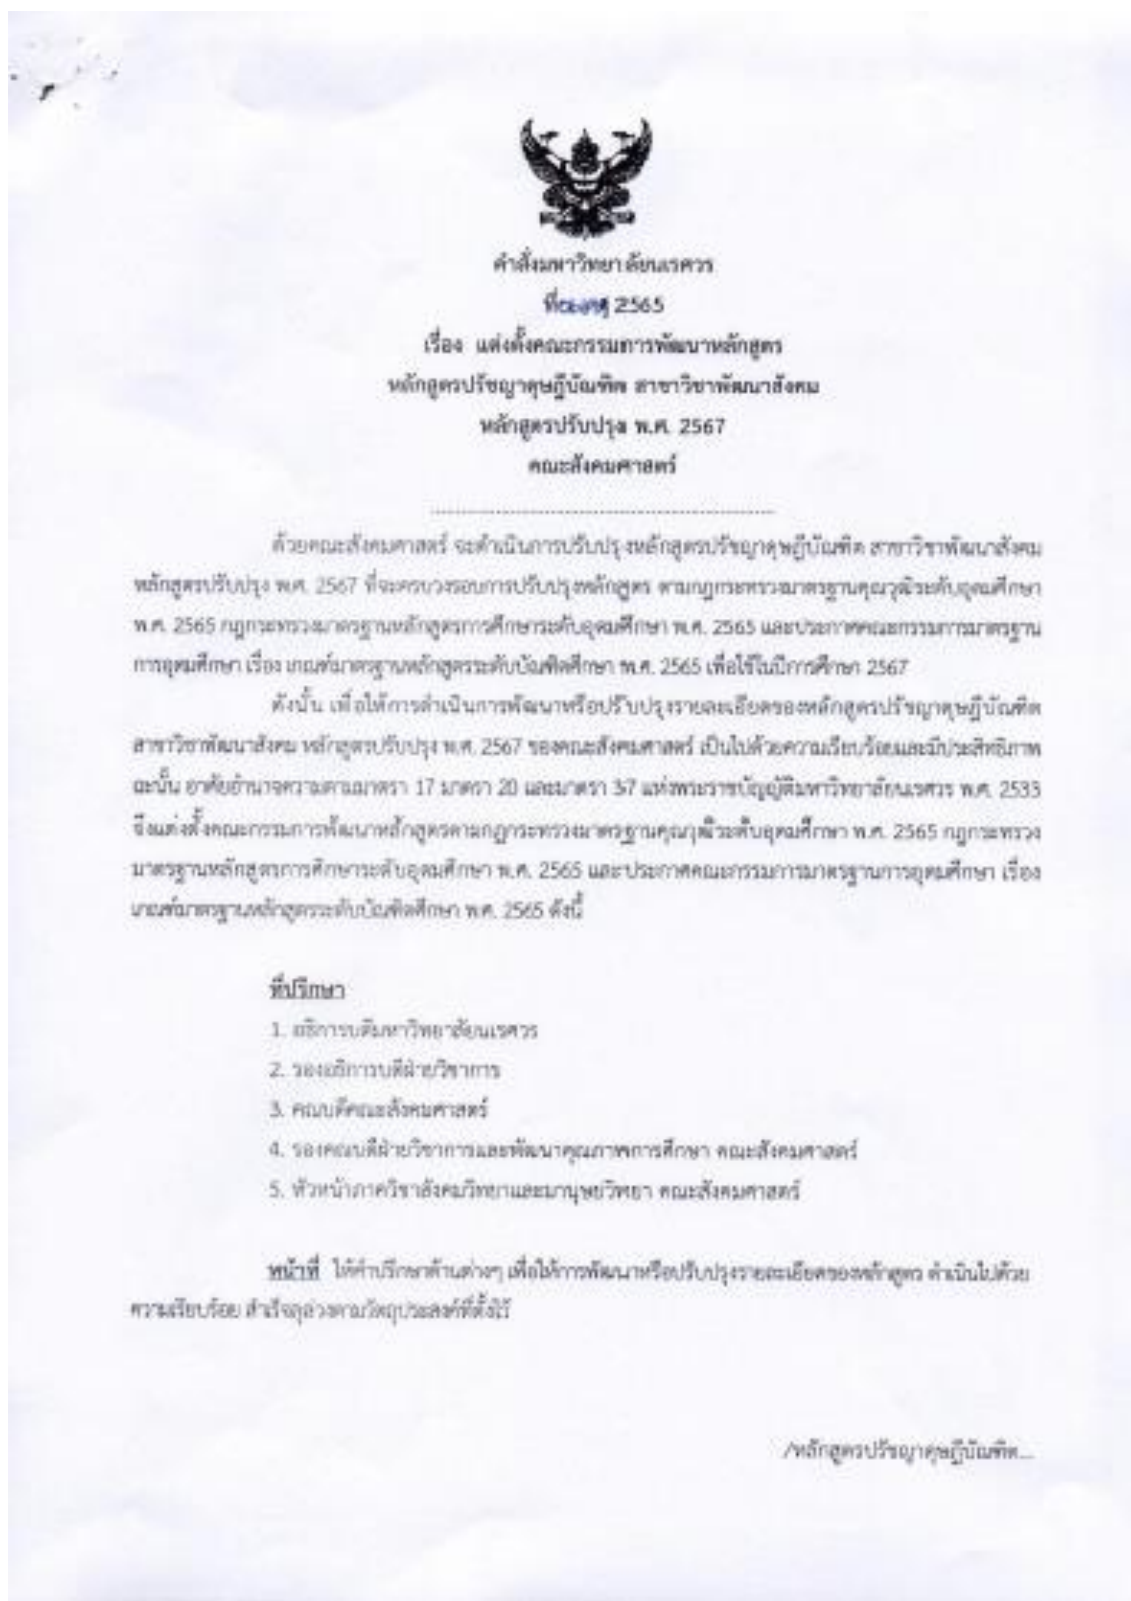 คำสั่งมหาวิทยาลัยนเรศวร
ที่ 2565
เรื่อง แต่งตั้งคณะกรรมการพัฒนาหลักสูตร
หลักสูตรปรัชญาดุษฎีบัณฑิต สาขาวิชาพัฒนาสังคม
หลักสูตรปรับปรุง พ.ศ. 2567
คณะสังคมศาสตร์
ด้วยคณะสังคมศาสตร์ จะดำเนินการปรับปรุงหลักสูตรปรัชญาดุษฎีบัณฑิต สาขาวิชาพัฒนาสังคม
หลักสูตรปรับปรุง พ.ศ. 2567 ที่จะครบวงรอบการปรับปรุงหลักสูตร ตามกฎกระทรวงมาตรฐานคุณวุฒิระดับอุดมศึกษา
พ.ศ. 2565 กฎกระทรวงมาตรฐานหลักสูตรการศึกษาระดับอุดมศึกษา พ.ศ. 2565 และประกาศคณะกรรมการมาตรฐาน
การอุดมศึกษา เรื่อง เกณฑ์มาตรฐานหลักสูตรระดับบัณฑิตศึกษา พ.ศ. 2565 เพื่อใช้ในปีการศึกษา 2567
ดังนั้น เพื่อให้การดำเนินการพัฒนาหรือปรับปรุงรายละเอียดของหลักสูตรปรัชญาดุษฎีบัณฑิต
สาขาวิชาพัฒนาสังคม หลักสูตรปรับปรุง พ.ศ. 2567 ของคณะสังคมศาสตร์ เป็นไปด้วยความเรียบร้อยและมีประสิทธิภาพ
ฉะนั้น อาศัยอำนาจความตามมาตรา 17 มาตรา 20 และมาตรา 37 แห่งพระราชบัญญัติมหาวิทยาลัยนเรศวร พ.ศ. 2533
จึงแต่งตั้งคณะกรรมการพัฒนาหลักสูตรตามกฎกระทรวงมาตรฐานคุณวุฒิระดับอุดมศึกษา พ.ศ. 2565 กฎกระทรวง
มาตรฐานหลักสูตรการศึกษาระดับอุดมศึกษา พ.ศ. 2565 และประกาศคณะกรรมการมาตรฐานการอุดมศึกษา เรื่อง
เกณฑ์มาตรฐานหลักสูตรระดับบัณฑิตศึกษา พ.ศ. 2565 ดังนี้
ที่ปรึกษา
1. อธิการบดีมหาวิทยาลัยนเรศวร
2. รองอธิการบดีฝ่ายวิชาการ
3. คณบดีคณะสังคมศาสตร์
4. รองคณบดีฝ่ายวิชาการและพัฒนาคุณภาพการศึกษา คณะสังคมศาสตร์
5. หัวหน้าภาควิชาสังคมวิทยาและมานุษยวิทยา คณะสังคมศาสตร์
หน้าที่ ให้คำปรึกษาด้านต่างๆ เพื่อให้การพัฒนาหรือปรับปรุงรายละเอียดของหลักสูตร ดำเนินไปด้วย
ความเรียบร้อย สำเร็จลุล่วงตามวัตถุประสงค์ที่ตั้งไว้
/หลักสูตรปรัชญาดุษฎีบัณฑิต...